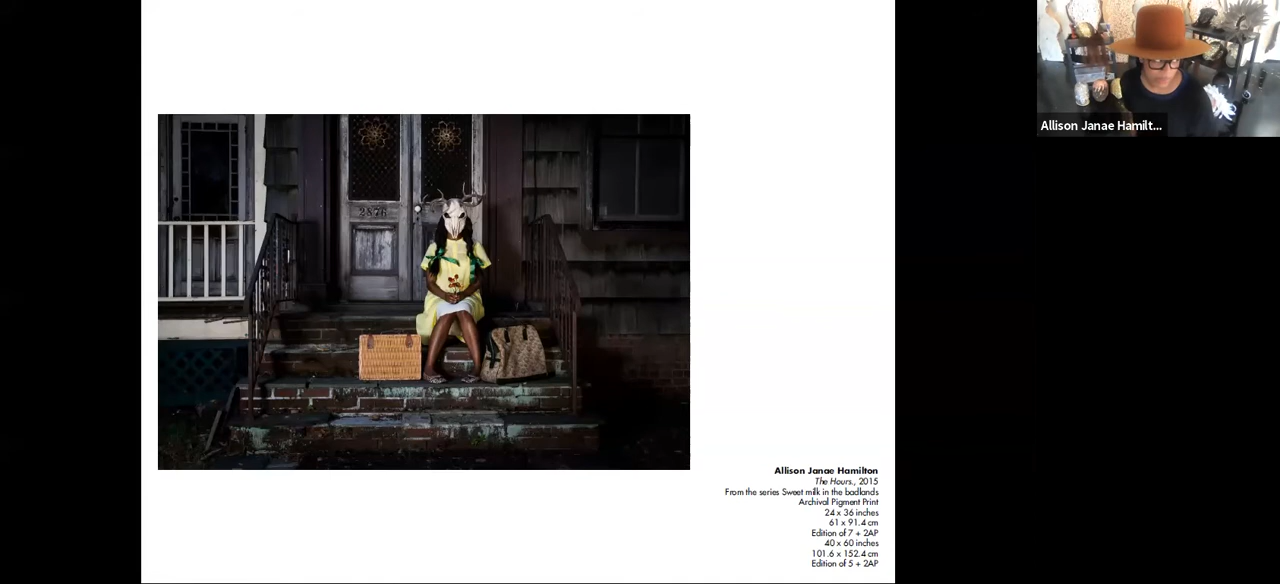 2876
Allison Janae Hamilt...
Allison Janae Hamilton
The Hours., 2015
From the series Sweet milk in the badlands
Archival Pigment Print
24 x 36 inches
61 x 91.4 cm
Edition of 7 + 2AP
40 x 60 inches
101.6 x 152.4 cm
Edition of 5 + 2AP